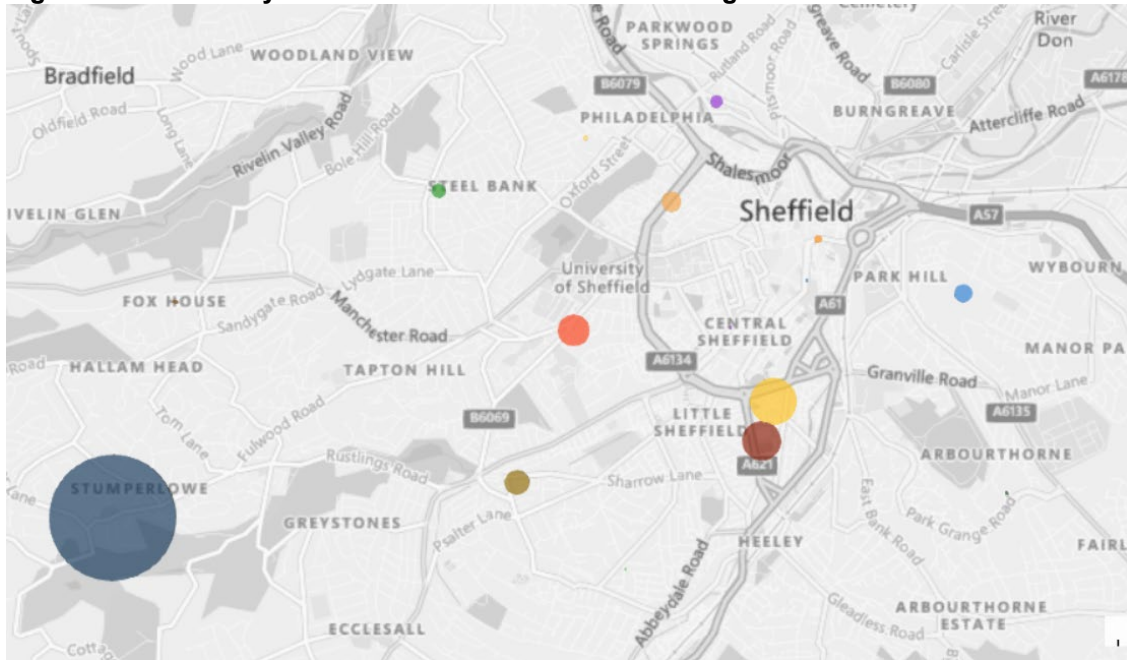 Wood Lane
WOODLAND VIEW
Bradfield
Oldfield Road
Long Lane
Rivelin Valley Road
Bole Hill Road
PARKWOOD
SPRINGS
Rutland Road
Carlisle Street
River
Don
B6079
B6080
A6178
PHILADELPHIA
BURNGREAVE
Attercliffe Road
Shalesmoor
STEEL BANK
Oxford Street
IVELIN GLEN
Sheffield
A57
University
of Sheffield
Lydgate Lane
PARK HILL
WYBOURN
FOX HOUSE
Sandygate Road
Manchester Road
A61
CENTRAL
SHEFFIELD
MANOR PA
HALLAM HEAD
TAPTON HILL
A6134
Granville Road
Manor Lane
Road
Tom Lane
Fulwood Road
B6069
LITTLE
SHEFFIELD
A6135
ARBOURTHORNE
Rustlings Road
A621
Sharrow Lane
STUMPERLOWE
Lane
GREYSTONES
Psalter Lane
East Bank Road
Park Grange Road
HEELEY
FAIRL
Abbeydale Road
Gleadless Road
ARBOURTHORNE
ESTATE
ECCLESALL
Cottag